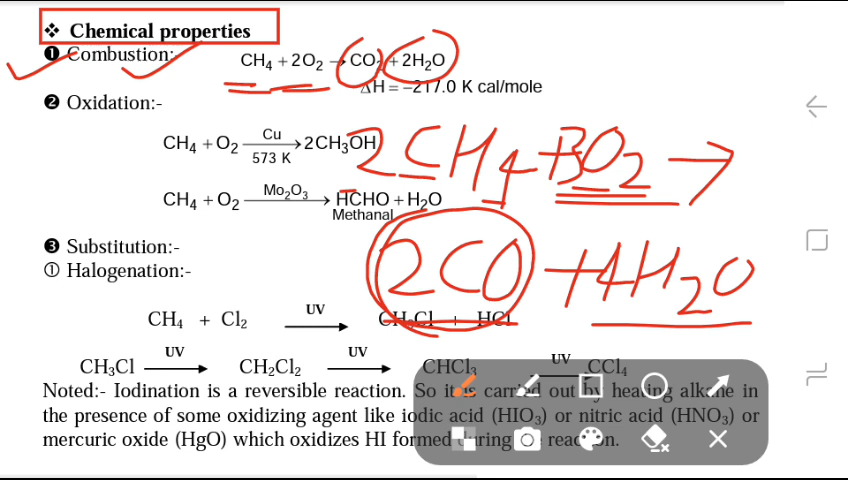 ❖ Chemical properties
❶ Combustion:-
CH₄ + 2O₂ → CO₂ + 2H₂O
ΔH = −217.0 K cal/mole
❷ Oxidation:-
CH₄ + O₂ Cu 573 K → 2CH₃OH
2CH₄ + 3O₂ →
CH₄ + O₂ Mo₂O₃ → HCHO + H₂O
Methanal
2CO + 4H₂O
❸ Substitution:-
① Halogenation:-
CH₄ + Cl₂ UV → CH₃Cl + HCl
CH₃Cl UV → CH₂Cl₂ UV → CHCl₃ UV CCl₄
Noted:- Iodination is a reversible reaction. So it is carried out by heating alkane in
the presence of some oxidizing agent like iodic acid (HIO₃) or nitric acid (HNO₃) or
mercuric oxide (HgO) which oxidizes HI formed during reaction.